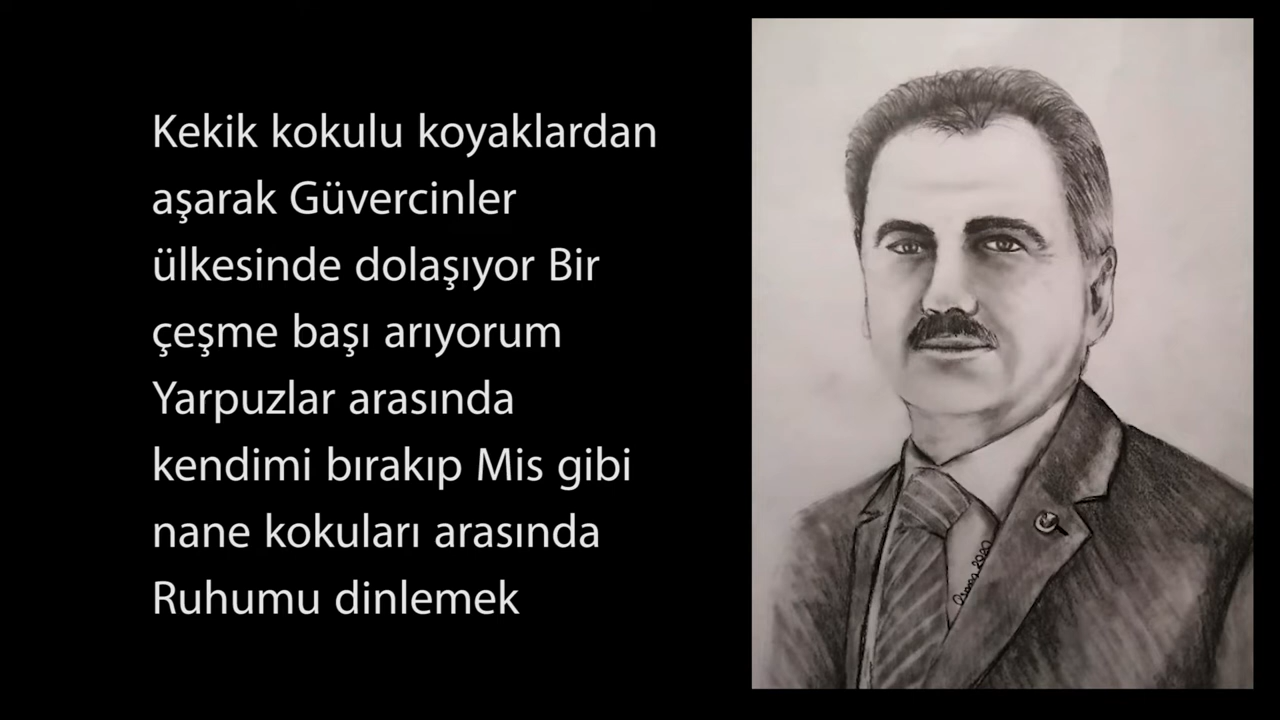 Kekik kokulu koyaklardan
aşarak Güvercinler
ülkesinde dolaşıyor Bir
çeşme başı arıyorum
Yarpuzlar arasında
kendimi bırakıp Mis gibi
nane kokuları arasında
Ruhumu dinlemek